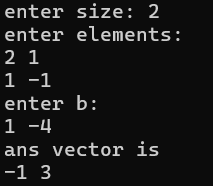 enter size: 2
enter elements:
2 1
1 -1
enter b:
1 -4
ans vector is
-1 3